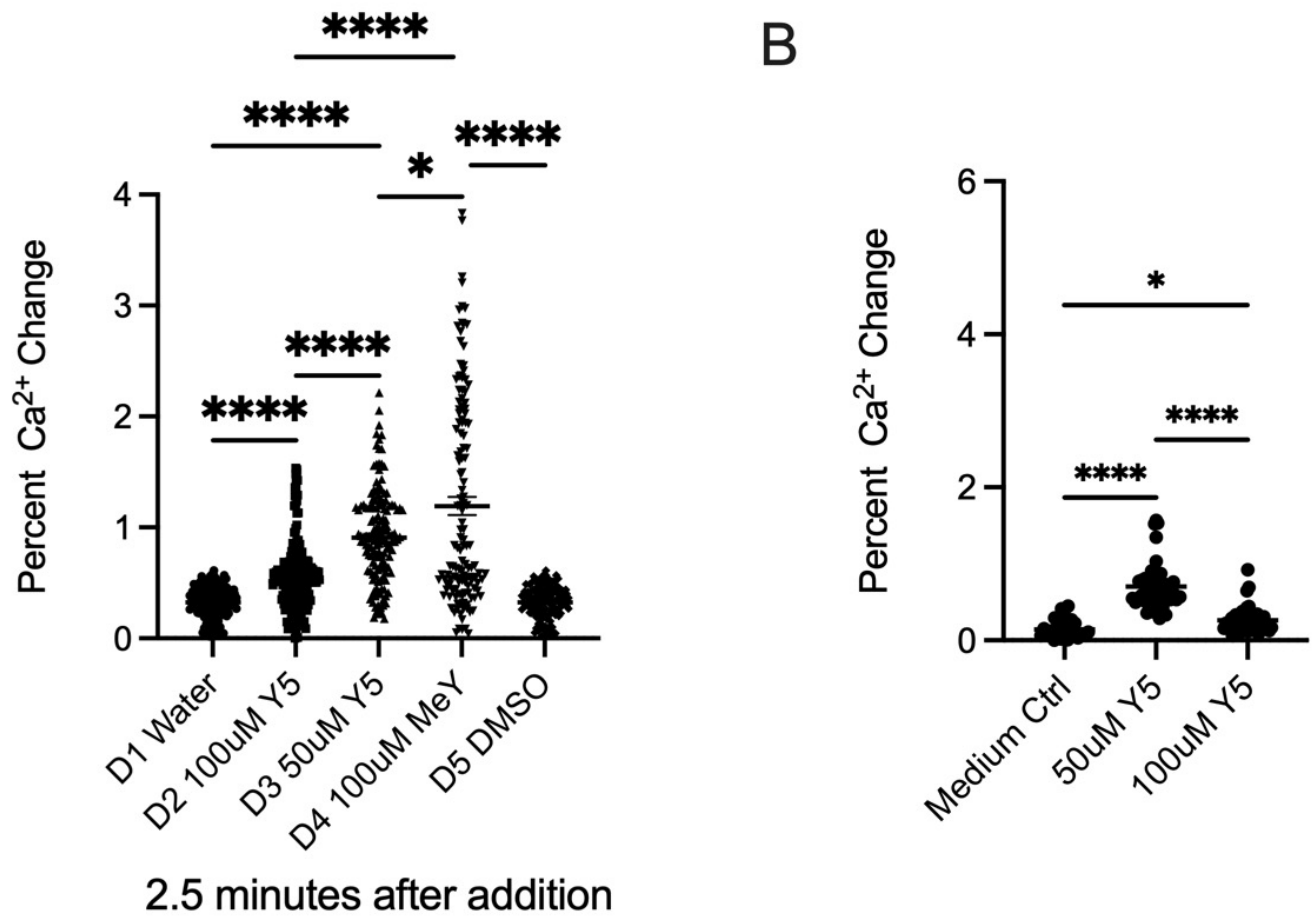 ****
****
****
*
4
3
2
1
0
Percent Ca²⁺ Change
****
****
D1 Water
D2 100uM Y5
D3 50uM Y5
D4 100uM MeY
D5 DMSO
2.5 minutes after addition
B
6
4
2
0
Percent Ca²⁺ Change
*
****
****
Medium Ctrl
50uM Y5
100uM Y5